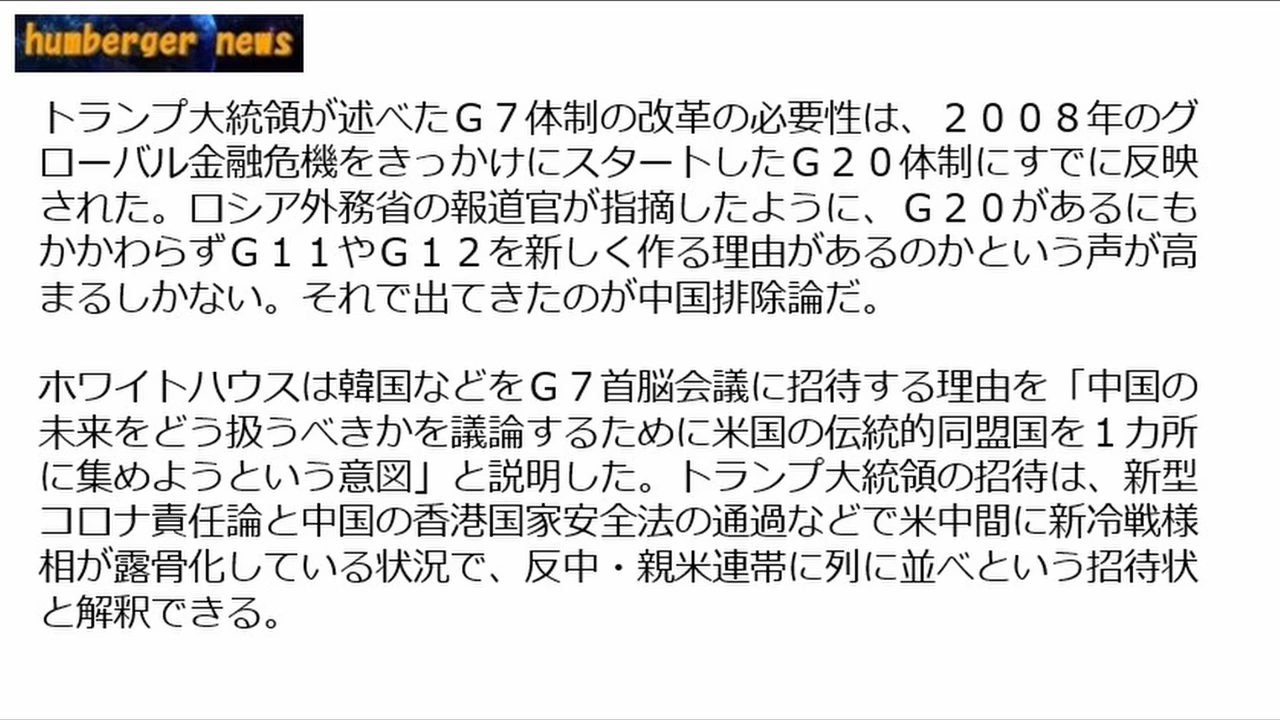 humberger news
トランプ大統領が述べたＧ７体制の改革の必要性は、２００８年のグ
ローバル金融危機をきっかけにスタートしたＧ２０体制にすでに反映
された。ロシア外務省の報道官が指摘したように、Ｇ２０があるにも
かかわらずＧ１１やＧ１２を新しく作る理由があるのかという声が高
まるしかない。それで出てきたのが中国排除論だ。
ホワイトハウスは韓国などをＧ７首脳会議に招待する理由を「中国の
未来をどう扱うべきかを議論するために米国の伝統的同盟国を１カ所
に集めようという意図」と説明した。トランプ大統領の招待は、新型
コロナ責任論と中国の香港国家安全法の通過などで米中間に新冷戦様
相が露骨化している状況で、反中・親米連帯に列に並べという招待状
と解釈できる。